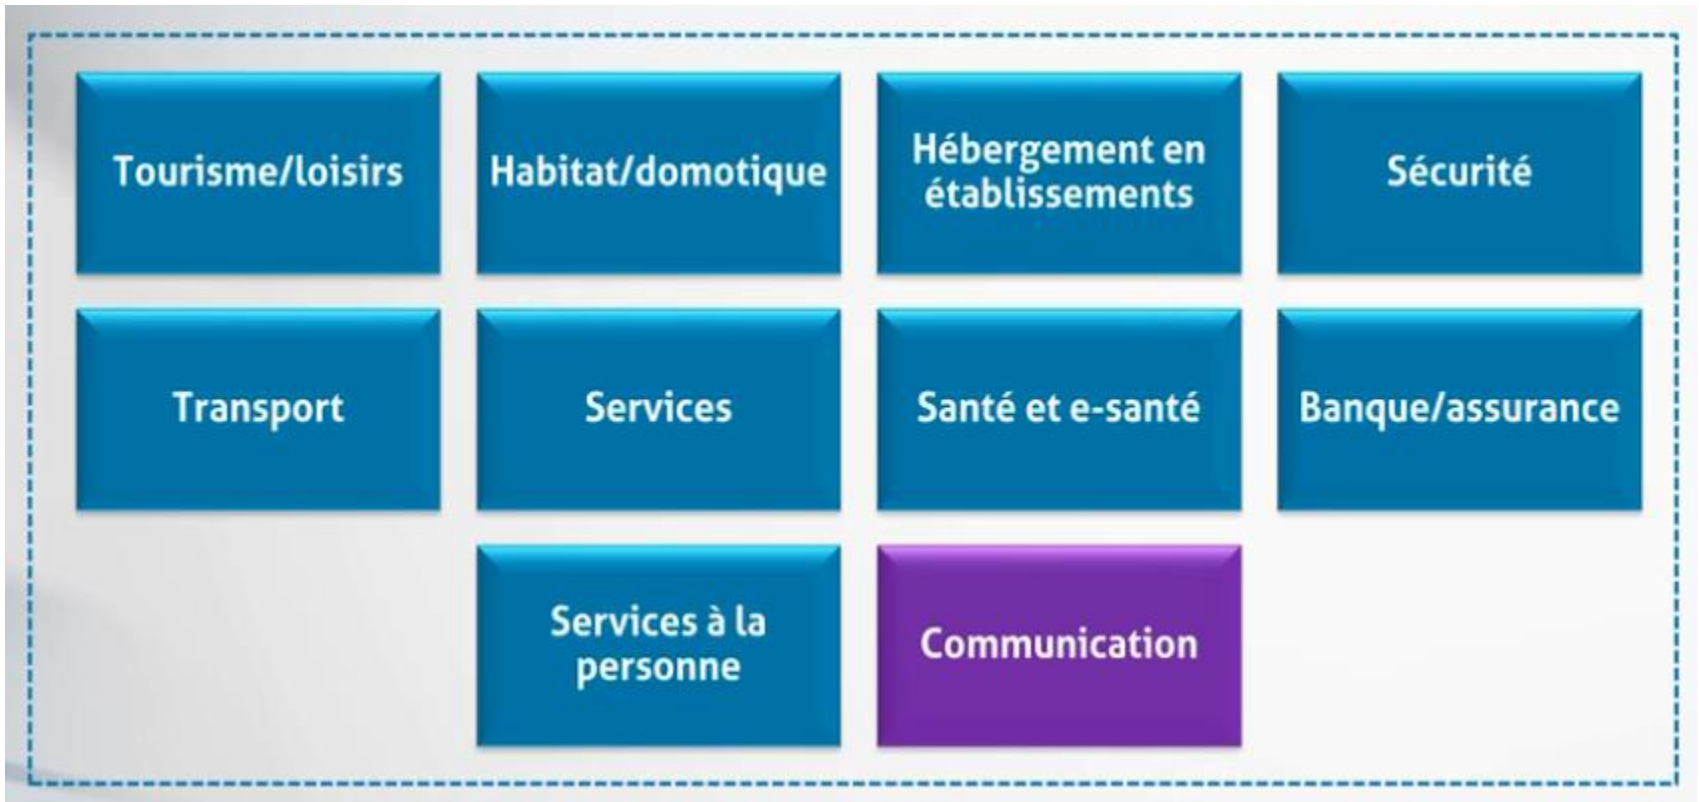 Tourisme/loisirs
Habitat/domotique
Hébergement en
établissements
Sécurité
Transport
Services
Santé et e-santé
Banque/assurance
Services à la
personne
Communication